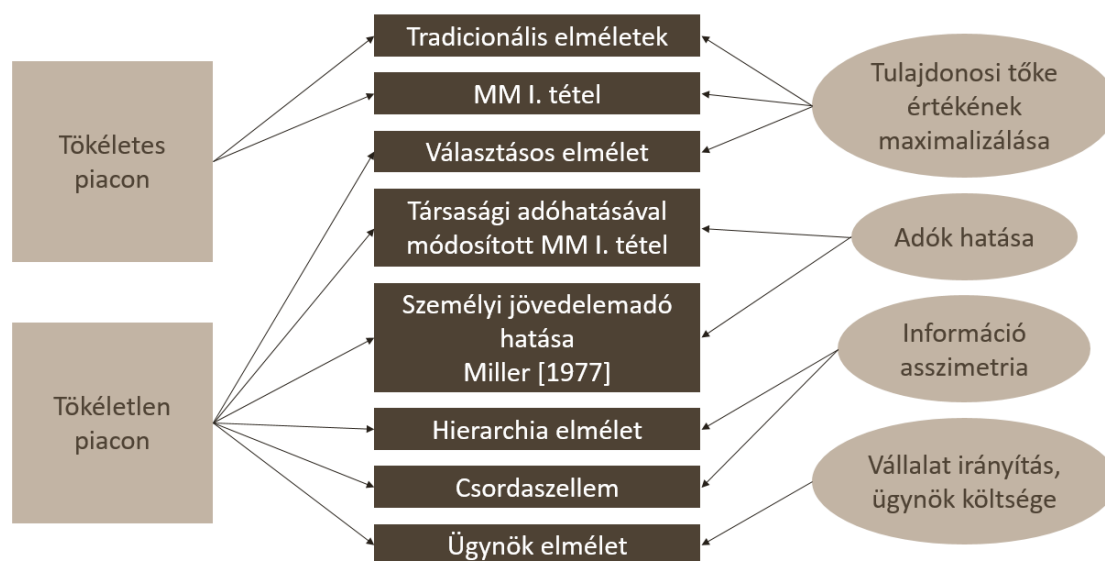 Tökéletes
piacon
Tökéletlen
piacon
Tradicionális elméletek
MM I. tétel
Választásos elmélet
Társasági adóhatásával
módosított MM I. tétel
Személyi jövedelemadó
hatása
Miller [1977]
Hierarchia elmélet
Csordaszellem
Ügynök elmélet
Tulajdonosi tőke
értékének
maximalizálása
Adók hatása
Információ
asszimetria
Vállalat irányítás,
ügynök költsége